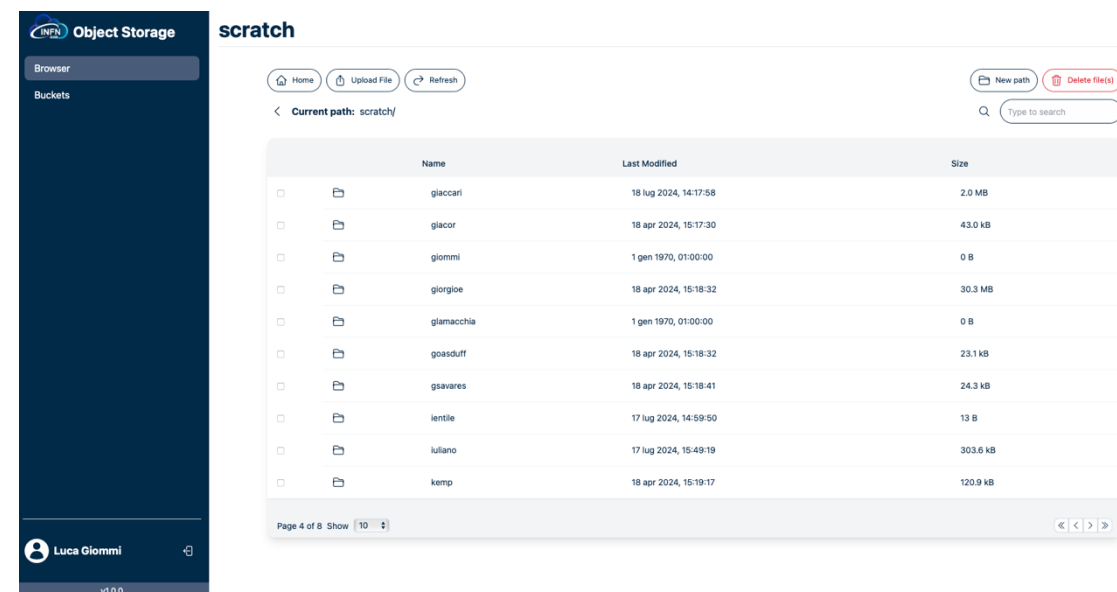 INFN Object Storage
scratch
Browser
Buckets
Home Upload File Refresh New path Delete file(s)
Current path: scratch/ Type to search
Name Last Modified Size
giaccari 18 lug 2024, 14:17:58 2.0 MB
giacor 18 apr 2024, 15:17:30 43.0 kB
giommi 1 gen 1970, 01:00:00 0 B
giorgioe 18 apr 2024, 15:18:32 30.3 MB
glamacchia 1 gen 1970, 01:00:00 0 B
goasduff 18 apr 2024, 15:18:32 23.1 kB
gsavares 18 apr 2024, 15:18:41 24.3 kB
ientile 17 lug 2024, 14:59:50 13 B
iuliano 17 lug 2024, 15:49:19 303.6 kB
kemp 18 apr 2024, 15:19:17 120.9 kB
Page 4 of 8 Show 10
Luca Giommi
v1.0.0